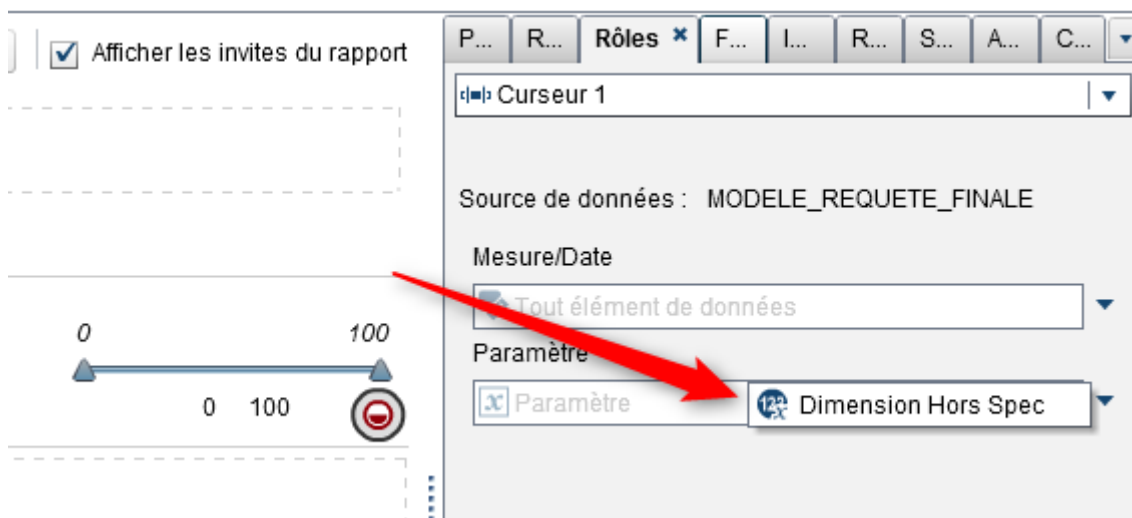 Afficher les invites du rapport
P... R... Rôles × F... I... R... S... A... C...
Curseur 1
Source de données : MODELE_REQUETE_FINALE
Mesure/Date
Tout élément de données
0 100
Paramètre
x Paramètre 123 x Dimension Hors Spec
0 100